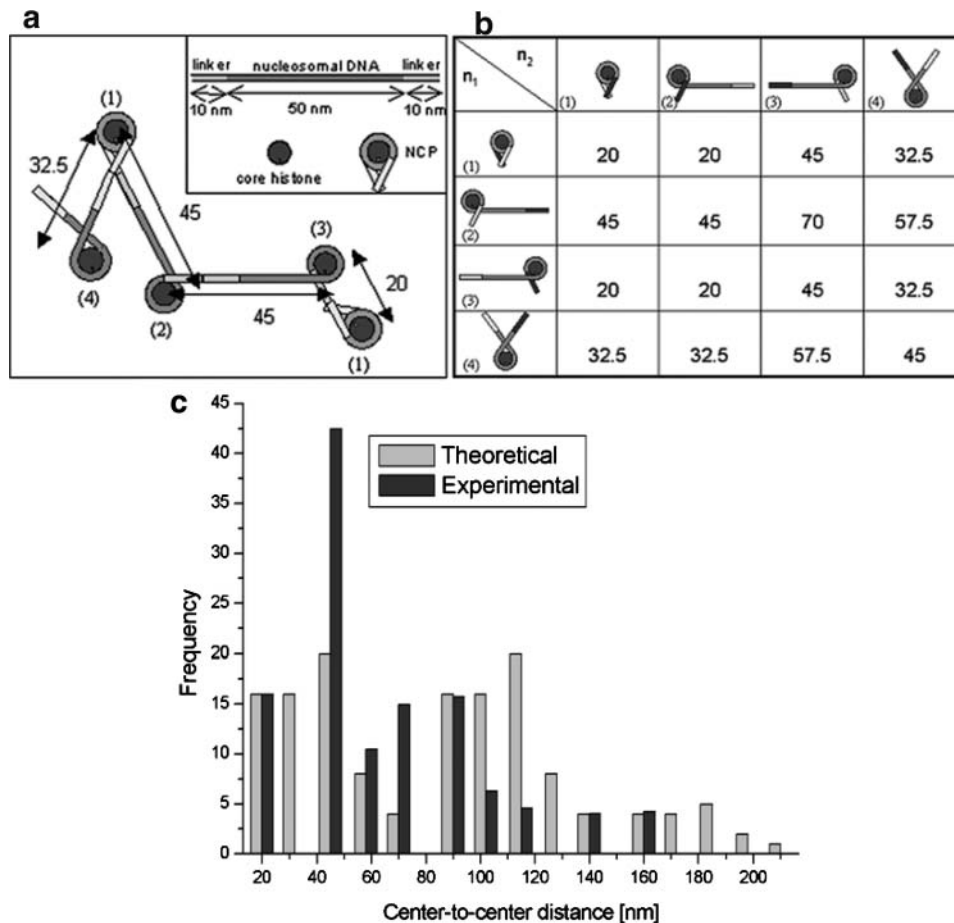 a
linker nucleosomal DNA linker
10 nm 50 nm 10 nm
core histone
NCP
(1)
32.5
45
(4)
(2)
45
(3)
20
(1)
b
n1 n2 (1) (2) (3) (4)
(1) 20 20 45 32.5
(2) 45 45 70 57.5
(3) 20 20 45 32.5
(4) 32.5 32.5 57.5 45
c
Theoretical
Experimental
Frequency
45
40
35
30
25
20
15
10
5
0
20 40 60 80 100 120 140 160 180 200
Center-to-center distance [nm]